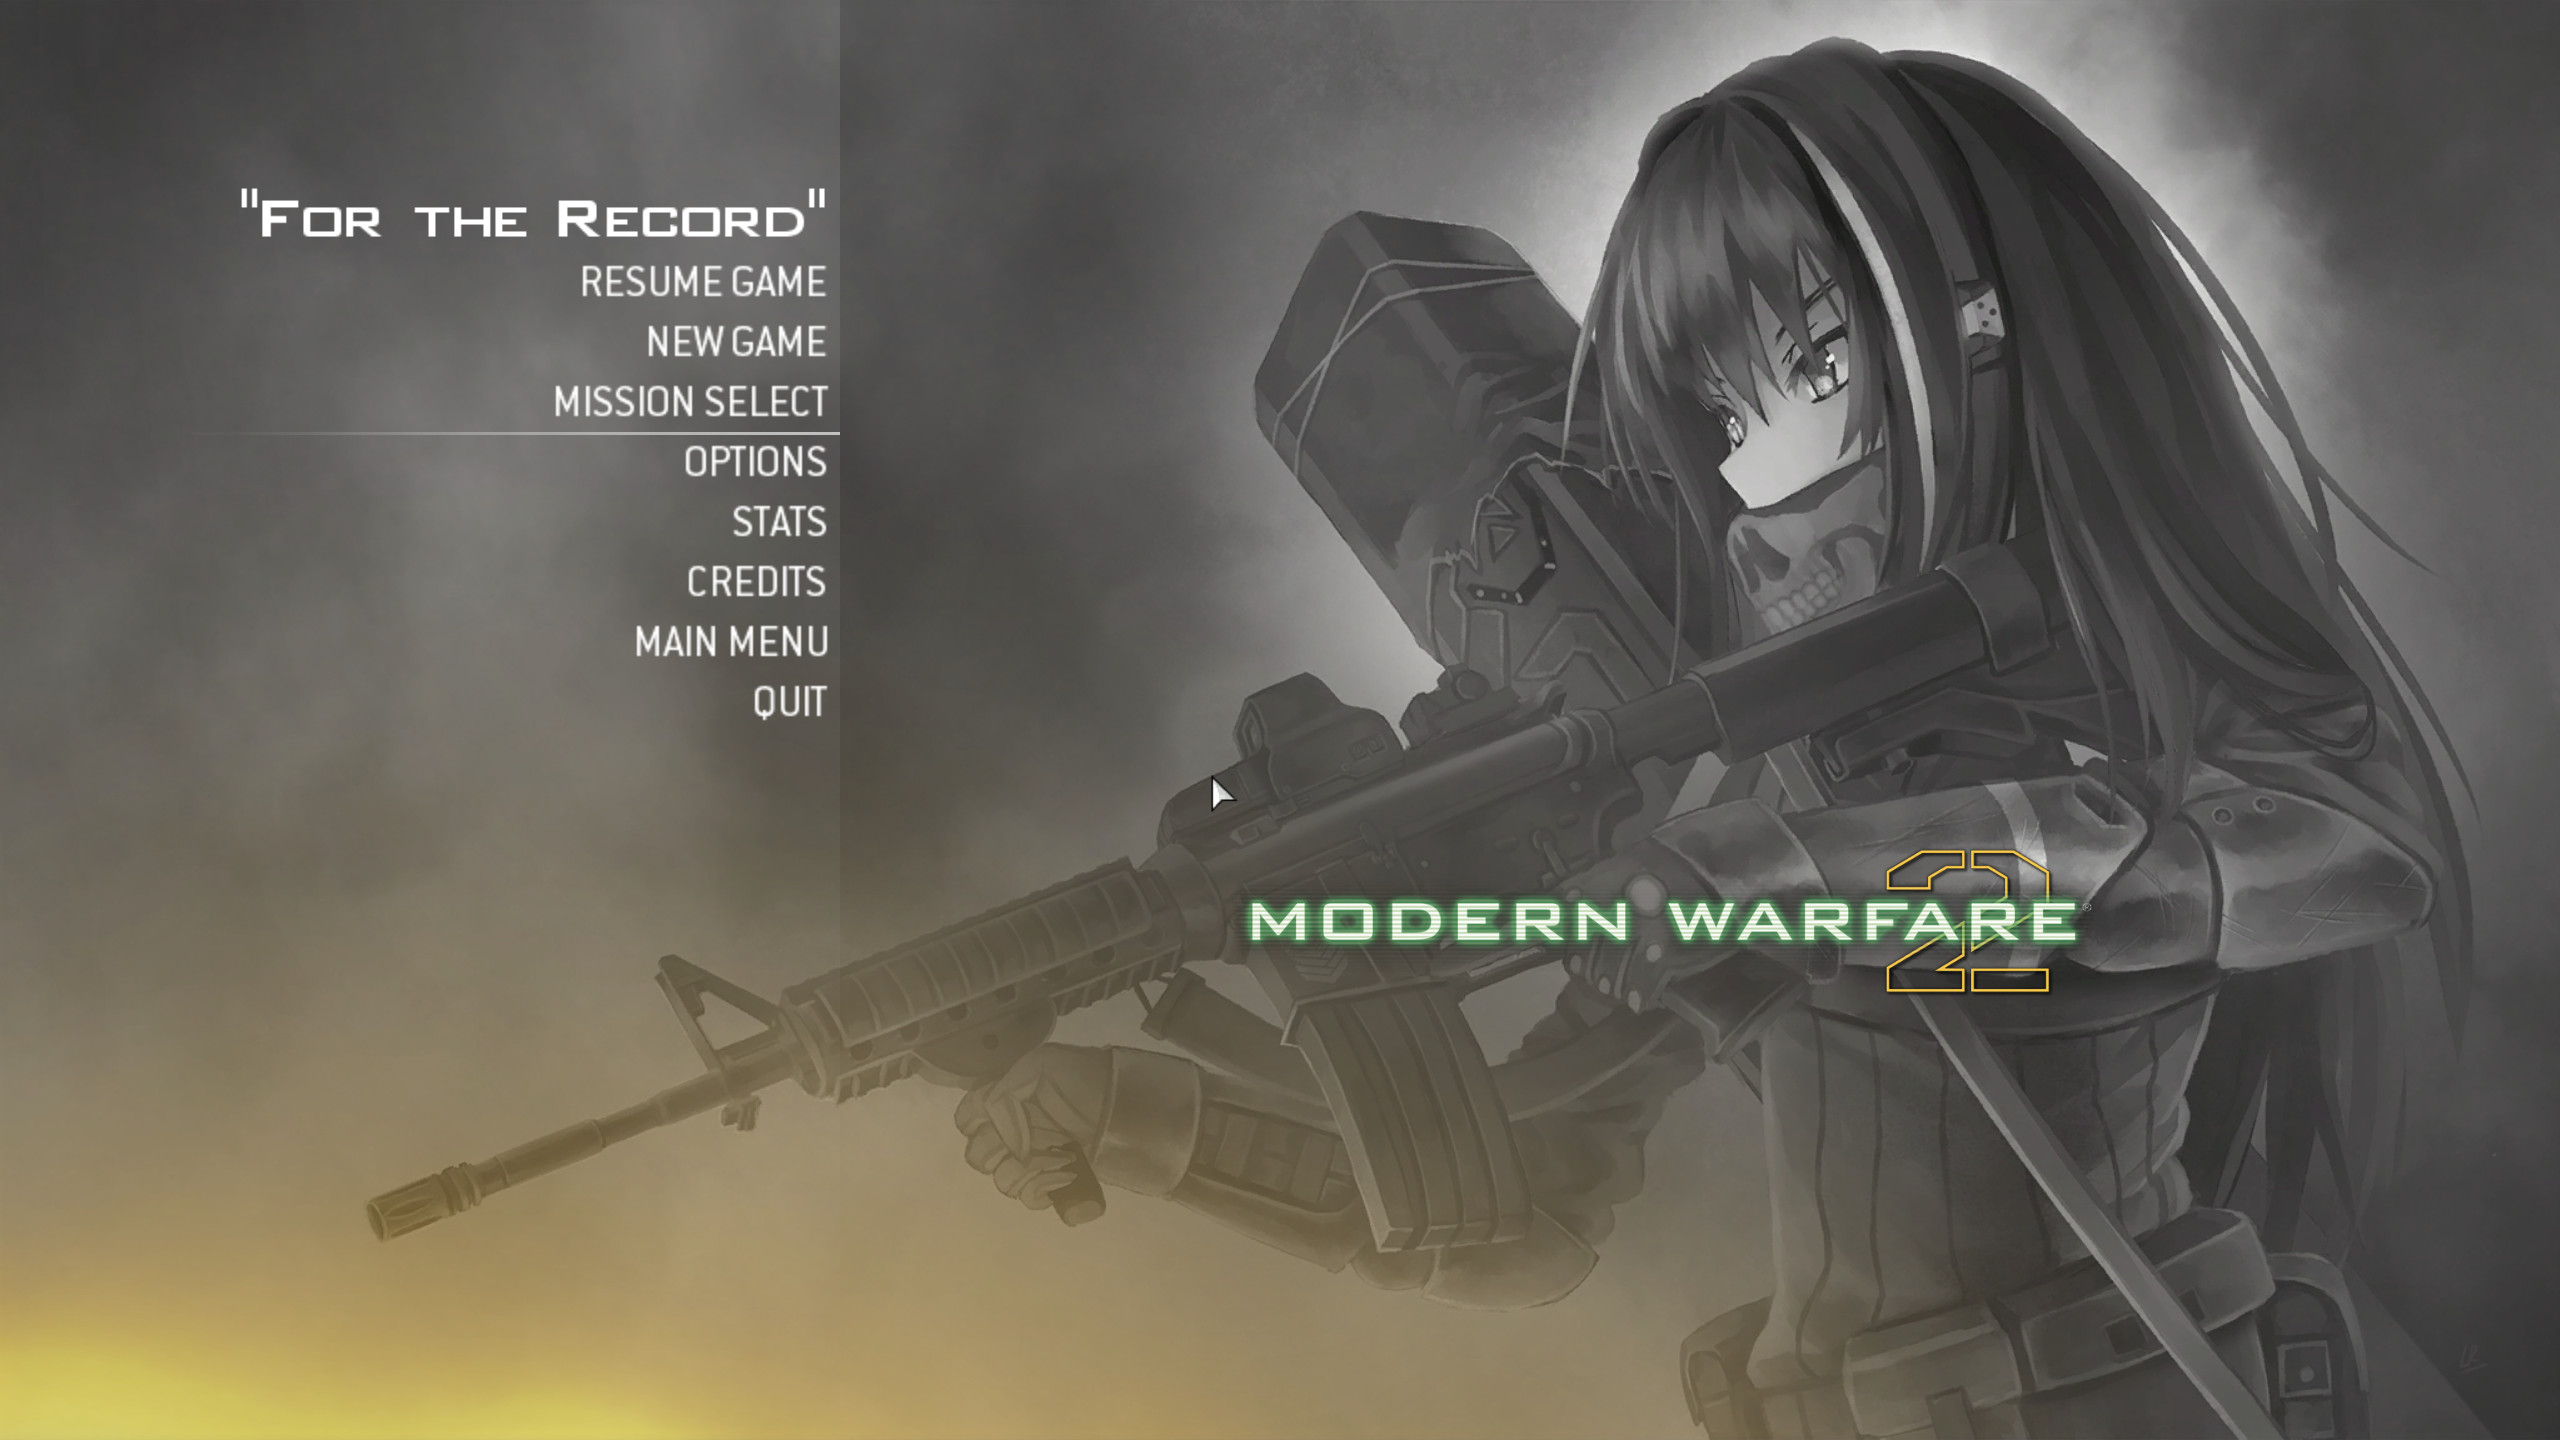 "FOR THE RECORD"
RESUME GAME
NEW GAME
MISSION SELECT
OPTIONS
STATS
CREDITS
MAIN MENU
QUIT
MODERN WARFARE®
2